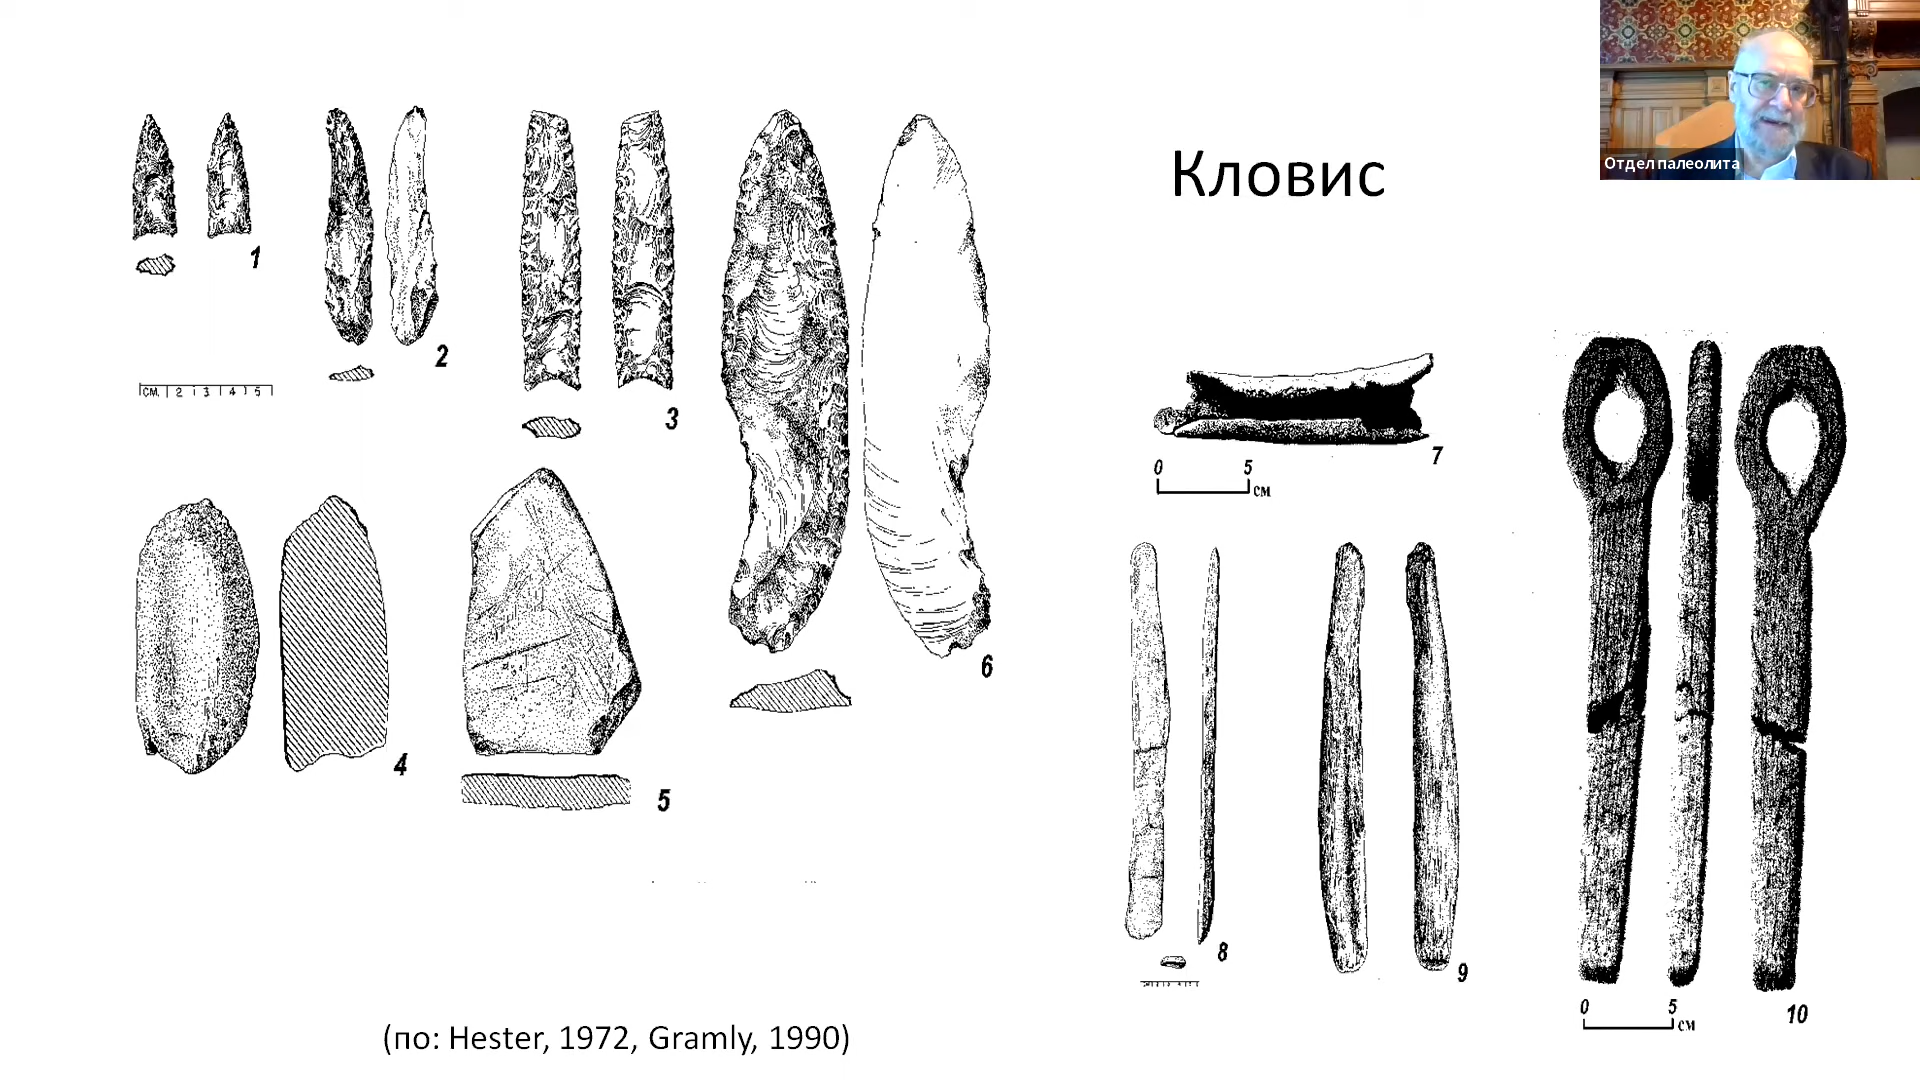 Кловис
Отдел палеолита
1
2
3
СМ. 2 3 4 5
4
5
6
7
0 5
см
8
9
10
0 5
см
(по: Hester, 1972, Gramly, 1990)